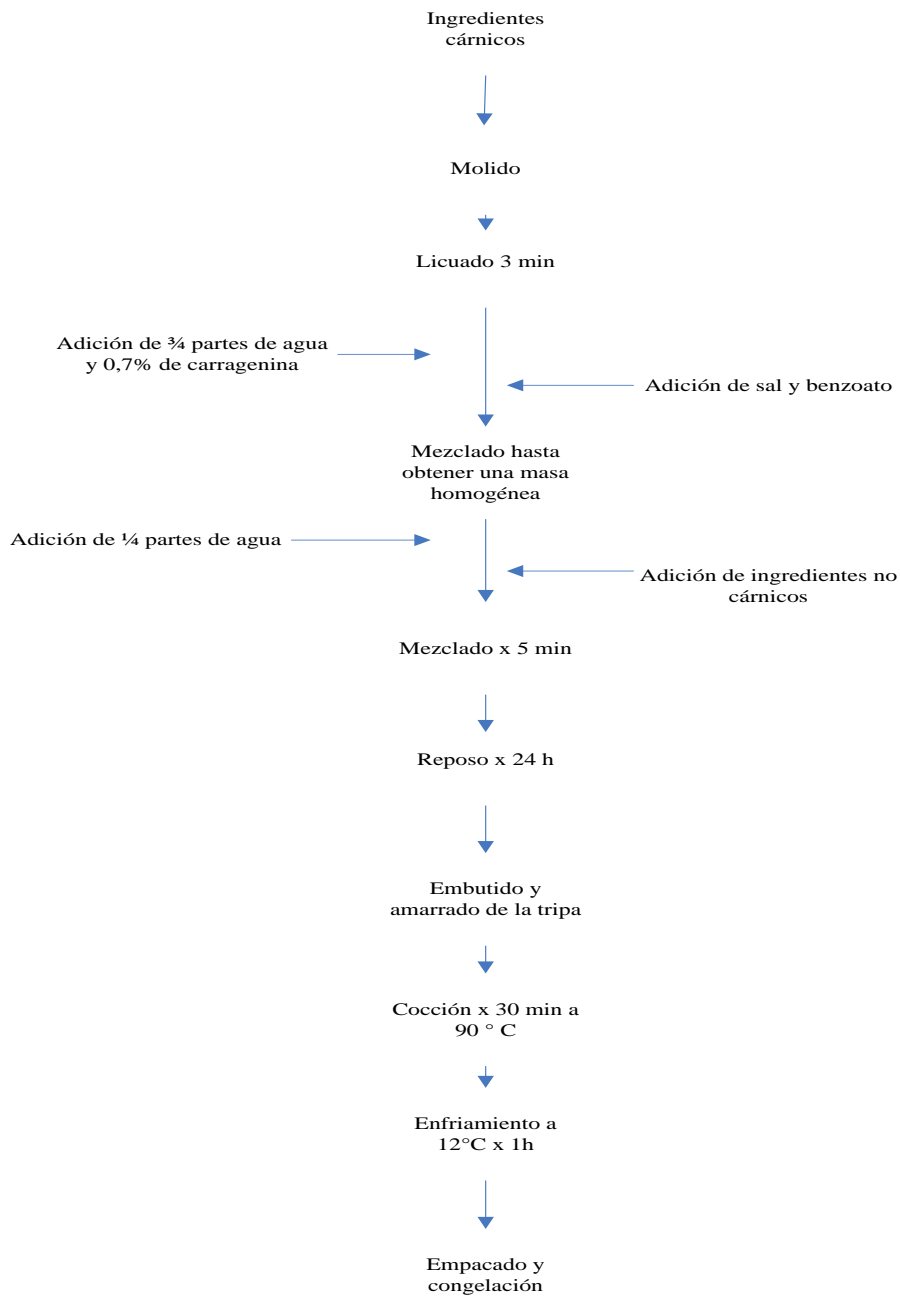 Ingredientes
cárnicos
Molido
Licuado 3 min
Adición de ¾ partes de agua
y 0,7% de carragenina
Adición de sal y benzoato
Mezclado hasta
obtener una masa
homogénea
Adición de ¼ partes de agua
Adición de ingredientes no
cárnicos
Mezclado x 5 min
Reposo x 24 h
Embutido y
amarrado de la tripa
Cocción x 30 min a
90 ° C
Enfriamiento a
12°C x 1h
Empacado y
congelación